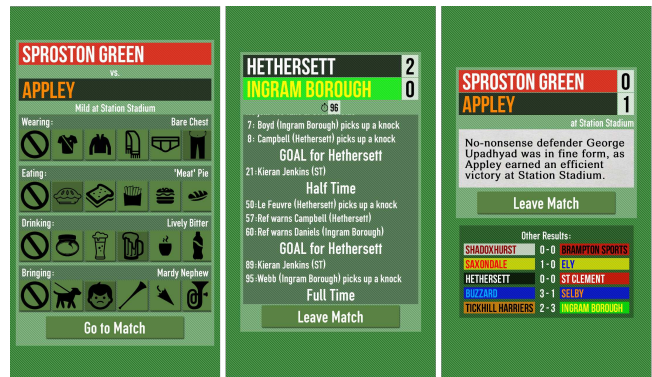 SPROSTON GREEN
vs.
APPLEY
Mild at Station Stadium
Wearing: Bare Chest
Eating: 'Meat' Pie
Drinking: Lively Bitter
Bringing: Mardy Nephew
Go to Match
HETHERSETT 2
INGRAM BOROUGH 0
96
7: Boyd (Ingram Borough) picks up a knock
8: Campbell (Hethersett) picks up a knock
GOAL for Hethersett
21: Kieran Jenkins (ST)
Half Time
50: Le Feuvre (Hethersett) picks up a knock
57: Ref warns Campbell (Hethersett)
60: Ref warns Daniels (Ingram Borough)
GOAL for Hethersett
89: Kieran Jenkins (ST)
95: Webb (Ingram Borough) picks up a knock
Full Time
Leave Match
SPROSTON GREEN 0
APPLEY 1
at Station Stadium
No-nonsense defender George
Upadhyad was in fine form, as
Appley earned an efficient
victory at Station Stadium.
Leave Match
Other Results:
SHADOXHURST 0-0 BRAMPTON SPORTS
SAXONDALE 1-0 ELY
HETHERSETT 0-0 ST CLEMENT
BUZZARD 3-1 SELBY
TICKHILL HARRIERS 2-3 INGRAM BOROUGH